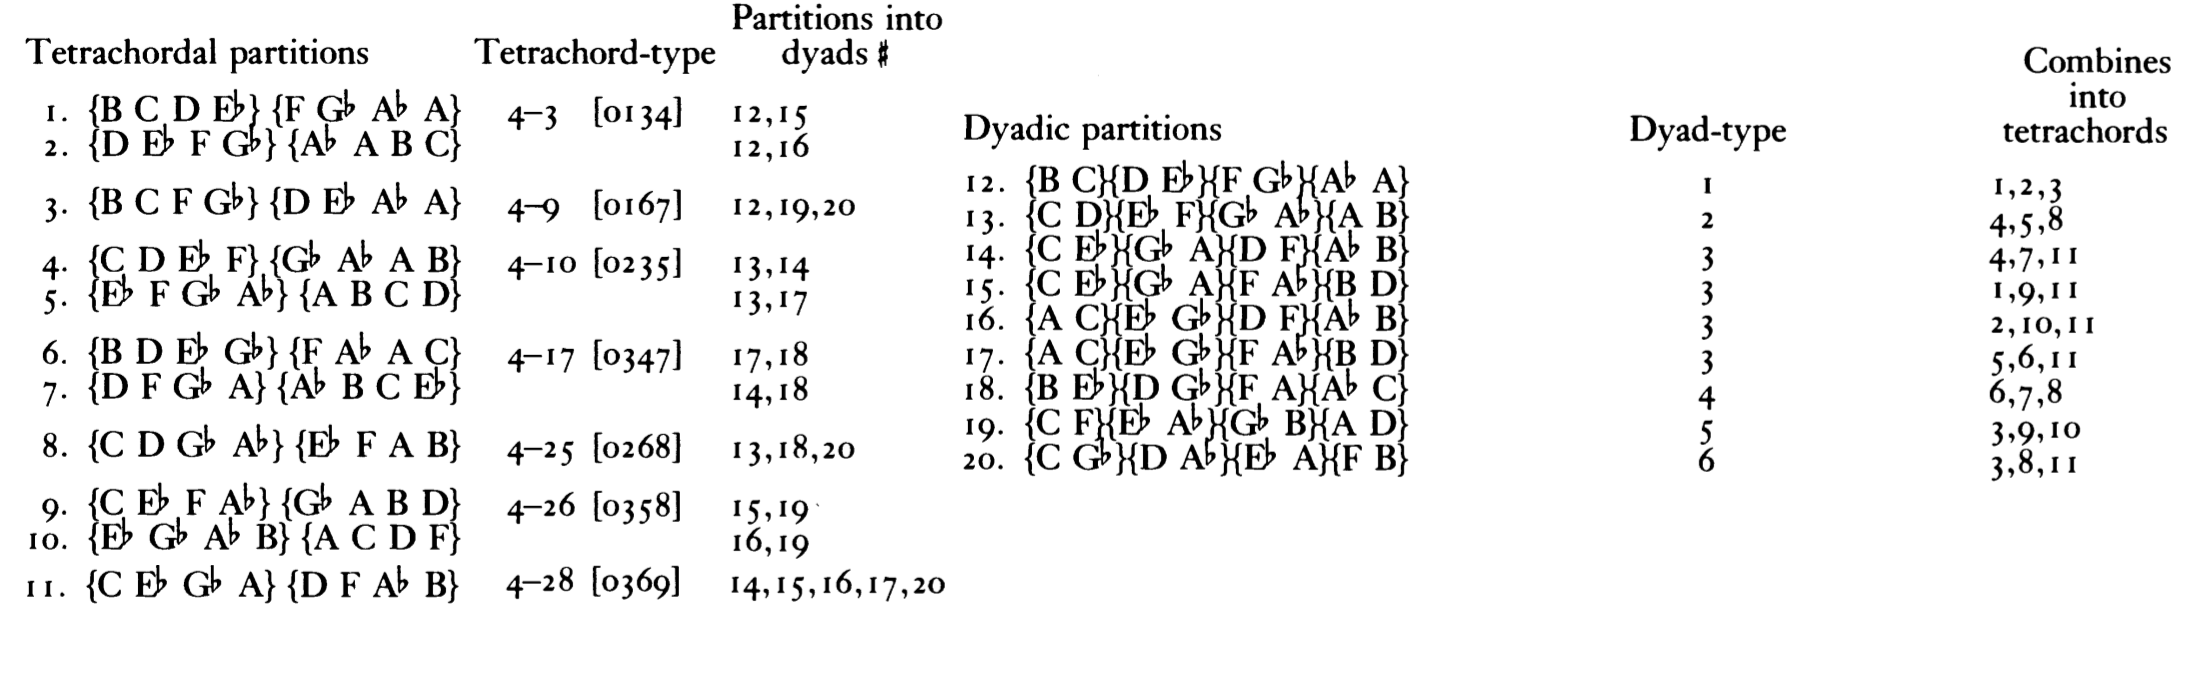 Partitions into
Tetrachordal partitions Tetrachord-type dyads #
1. {B C D E♭} {F G♭ A♭ A} 4–3 [0134] 12,15
2. {D E♭ F G♭} {A♭ A B C} 12,16
3. {B C F G♭} {D E♭ A♭ A} 4–9 [0167] 12,19,20
4. {C D E♭ F} {G♭ A♭ A B} 4–10 [0235] 13,14
5. {E♭ F G♭ A♭} {A B C D} 13,17
6. {B D E♭ G♭} {F A♭ A C} 4–17 [0347] 17,18
7. {D F G♭ A} {A♭ B C E♭} 14,18
8. {C D G♭ A♭} {E♭ F A B} 4–25 [0268] 13,18,20
9. {C E♭ F A♭} {G♭ A B D} 4–26 [0358] 15,19
10. {E♭ G♭ A♭ B} {A C D F} 16,19
11. {C E♭ G♭ A} {D F A♭ B} 4–28 [0369] 14,15,16,17,20
Combines
into
Dyadic partitions Dyad-type tetrachords
12. {B C}{D E♭}{F G♭}{A♭ A} 1 1,2,3
13. {C D}{E♭ F}{G♭ A♭}{A B} 2 4,5,8
14. {C E♭}{G♭ A}{D F}{A♭ B} 3 4,7,11
15. {C E♭}{G♭ A}{F A♭}{B D} 3 1,9,11
16. {A C}{E♭ G♭}{D F}{A♭ B} 3 2,10,11
17. {A C}{E♭ G♭}{F A♭}{B D} 3 5,6,11
18. {B E♭}{D G♭}{F A}{A♭ C} 4 6,7,8
19. {C F}{E♭ A♭}{G♭ B}{A D} 5 3,9,10
20. {C G♭}{D A♭}{E♭ A}{F B} 6 3,8,11